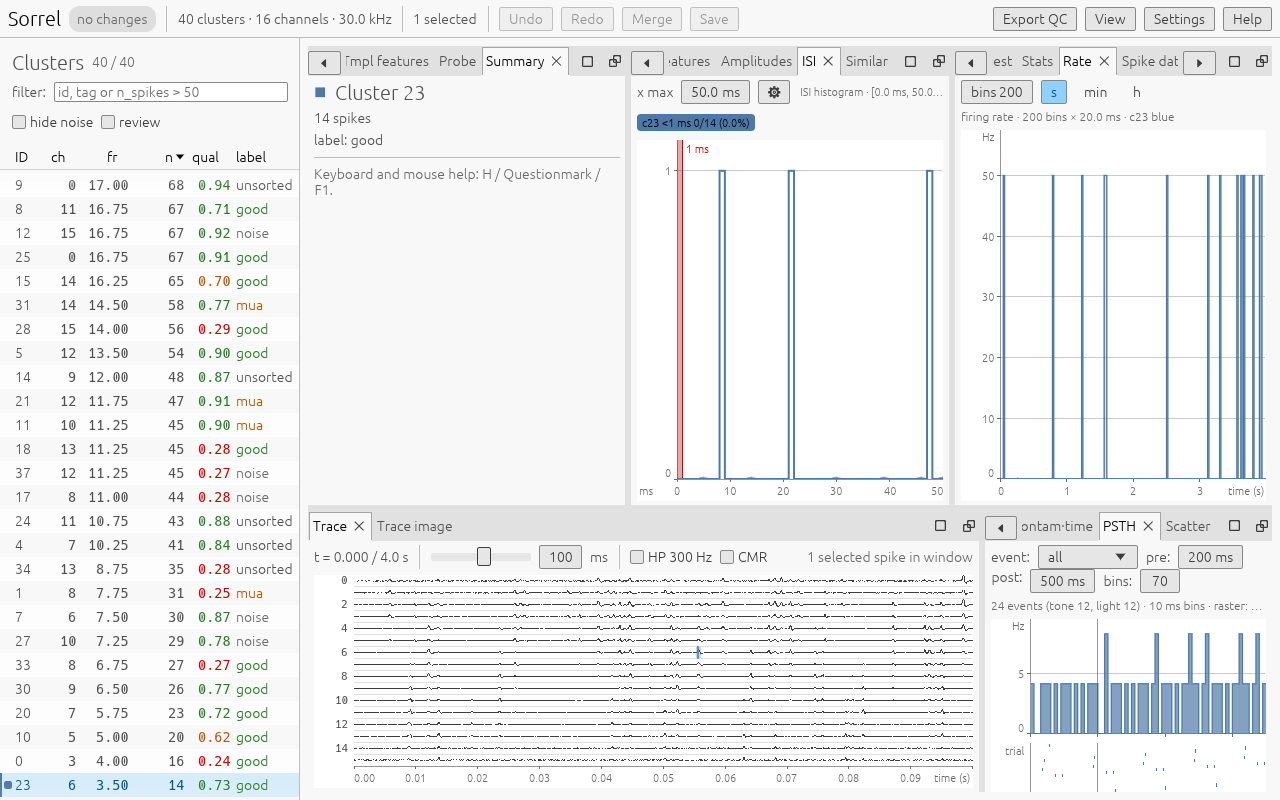 Sorrel no changes 40 clusters · 16 channels · 30.0 kHz 1 selected Undo Redo Merge Save Export QC View Settings Help
Clusters 40 / 40
filter: id, tag or n_spikes > 50
hide noise review
ID ch fr n qual label
9 0 17.00 68 0.94 unsorted
8 11 16.75 67 0.71 good
12 15 16.75 67 0.92 noise
25 0 16.75 67 0.91 good
15 14 16.25 65 0.70 good
31 14 14.50 58 0.77 mua
28 15 14.00 56 0.29 good
5 12 13.50 54 0.90 good
14 9 12.00 48 0.87 unsorted
21 12 11.75 47 0.91 mua
11 10 11.25 45 0.90 mua
18 13 11.25 45 0.28 good
37 12 11.25 45 0.27 noise
17 8 11.00 44 0.28 noise
24 11 10.75 43 0.88 unsorted
4 7 10.25 41 0.84 unsorted
34 13 8.75 35 0.28 unsorted
1 8 7.75 31 0.25 mua
7 6 7.50 30 0.87 noise
27 10 7.25 29 0.78 noise
33 8 6.75 27 0.27 good
30 9 6.50 26 0.77 good
20 7 5.75 23 0.72 good
10 5 5.00 20 0.62 good
0 3 4.00 16 0.24 good
23 6 3.50 14 0.73 good
Tmpl features Probe Summary
Cluster 23
14 spikes
label: good
Keyboard and mouse help: H / Questionmark /
F1.
eatures Amplitudes ISI Similar
x max 50.0 ms ISI histogram · [0.0 ms, 50.0...
c23 <1 ms 0/14 (0.0%)
1 ms
1
0
ms 0 10 20 30 40 50
est Stats Rate Spike dat
bins 200 s min h
firing rate · 200 bins × 20.0 ms · c23 blue
Hz
50
40
30
20
10
0
0 1 2 3 time (s)
Trace Trace image
t = 0.000 / 4.0 s 100 ms HP 300 Hz CMR 1 selected spike in window
0
2
4
6
8
10
12
14
0.00 0.01 0.02 0.03 0.04 0.05 0.06 0.07 0.08 0.09 time (s)
ontam·time PSTH Scatter
event: all pre: 200 ms
post: 500 ms bins: 70
24 events (tone 12, light 12) · 10 ms bins · raster: ...
Hz
5
0
trial